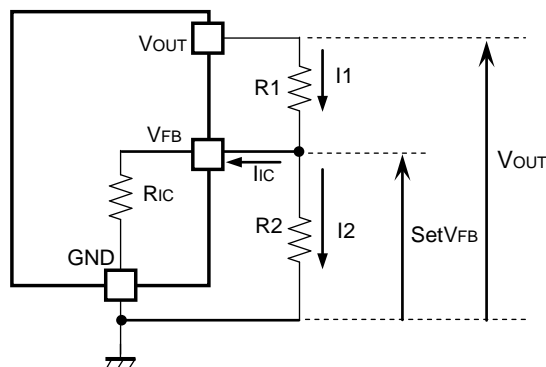 VOUT
R1
I1
VFB
IIC
VOUT
RIC
R2
I2
SetVFB
GND